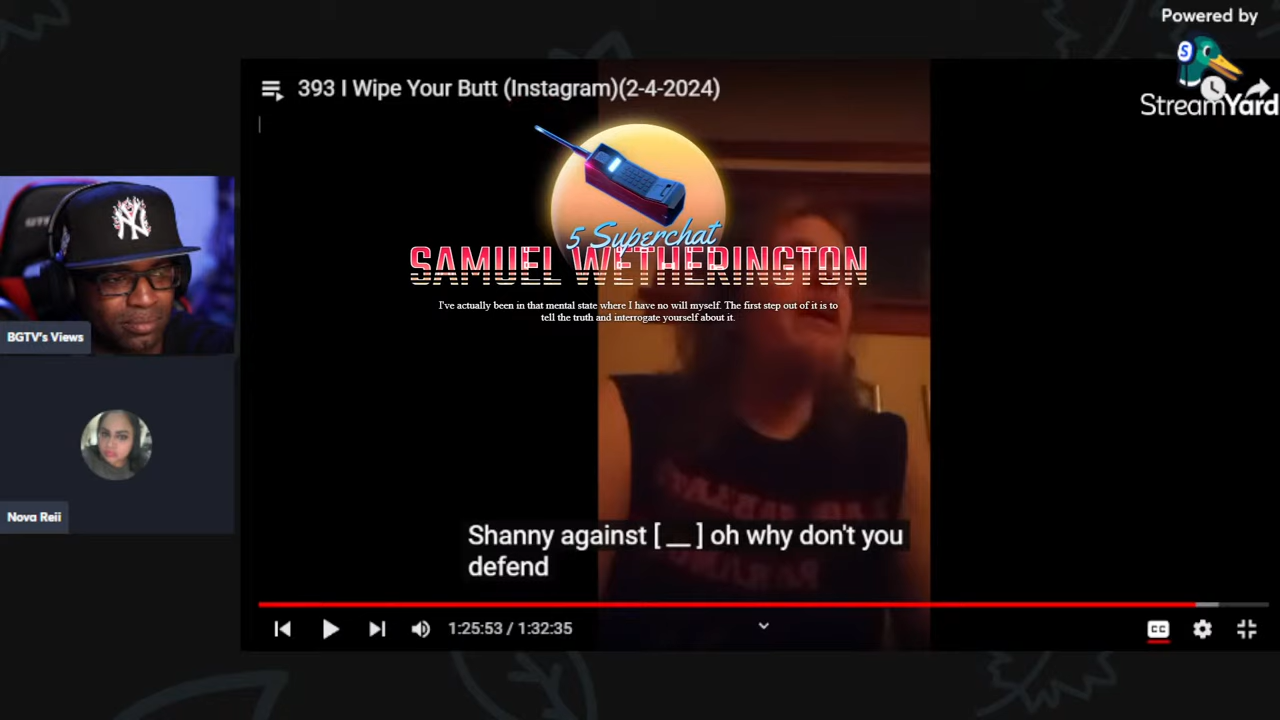 Powered by
S
StreamYard
393 I Wipe Your Butt (Instagram)(2-4-2024)
5 Superchat
SAMUEL WETHERINGTON
I've actually been in that mental state where I have no will myself. The first step out of it is to
tell the truth and interrogate yourself about it.
NY
BGTV's Views
Nova Reii
Shanny against [ __ ] oh why don't you
defend
1:25:53 / 1:32:35
CC